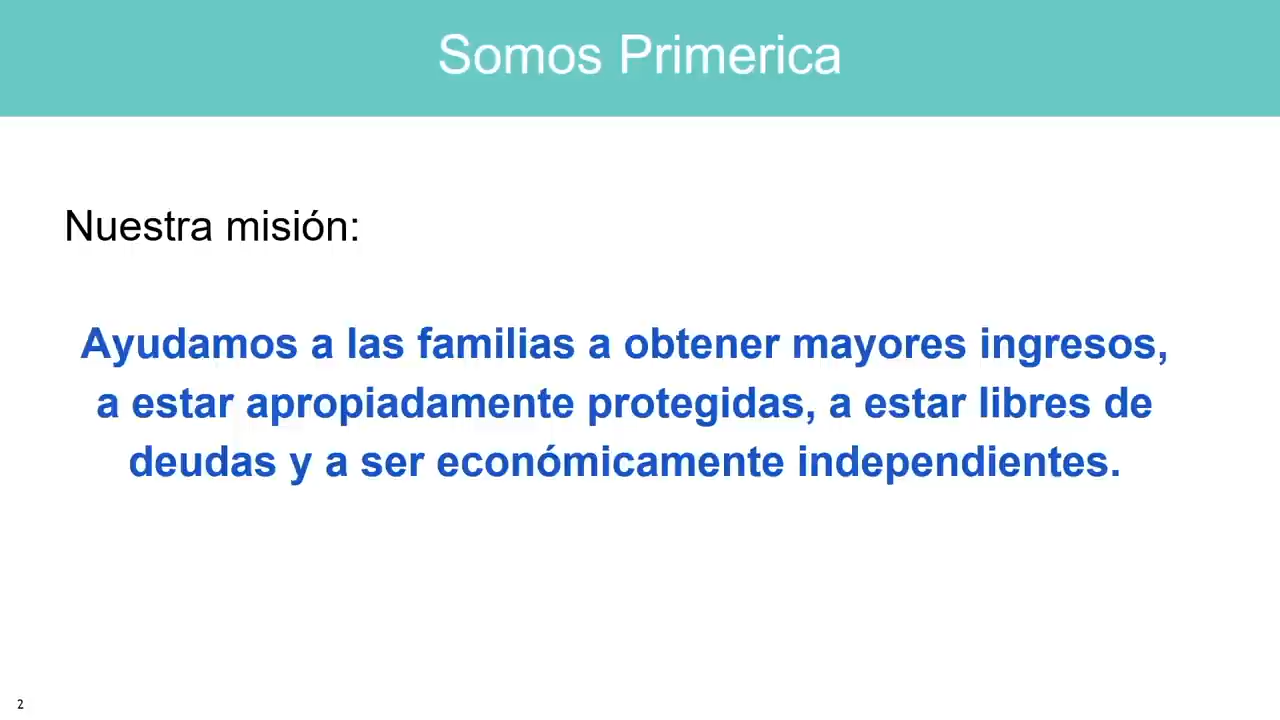 Somos Primerica
Nuestra misión:
Ayudamos a las familias a obtener mayores ingresos,
a estar apropiadamente protegidas, a estar libres de
deudas y a ser económicamente independientes.
2